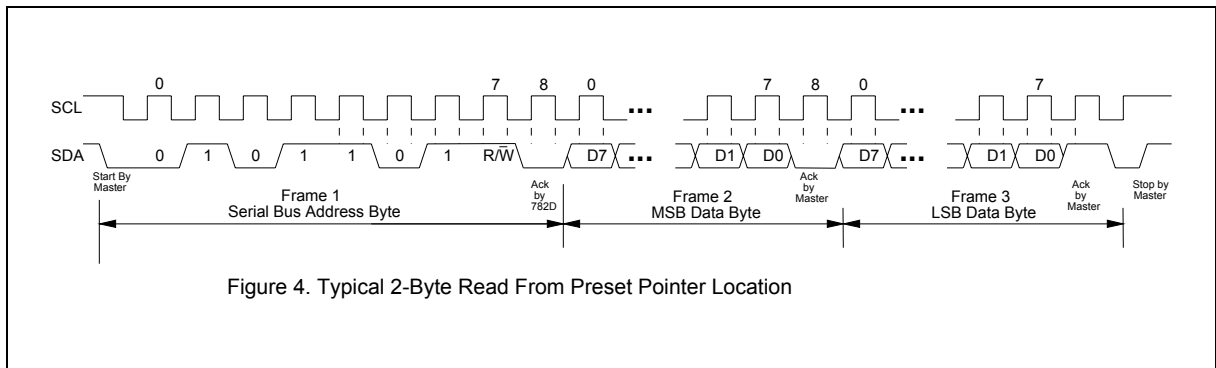 0 7 8 0 7 8 0 7
SCL ... ...
SDA 0 1 0 1 1 0 1 R/W̅ D7 ... D1 D0 D7 ... D1 D0
Start By
Master
Ack
by
782D
Ack
by
Master
Ack
by
Master
Stop by
Master
Frame 1
Serial Bus Address Byte
Frame 2
MSB Data Byte
Frame 3
LSB Data Byte
Figure 4. Typical 2-Byte Read From Preset Pointer Location